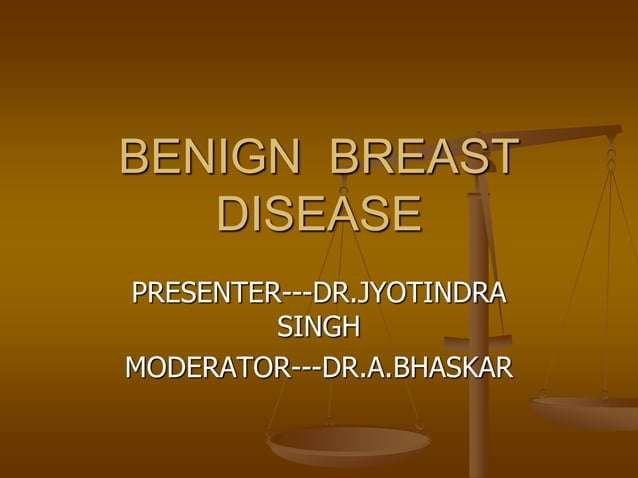 BENIGN BREAST
DISEASE
PRESENTER---DR.JYOTINDRA
SINGH
MODERATOR---DR.A.BHASKAR